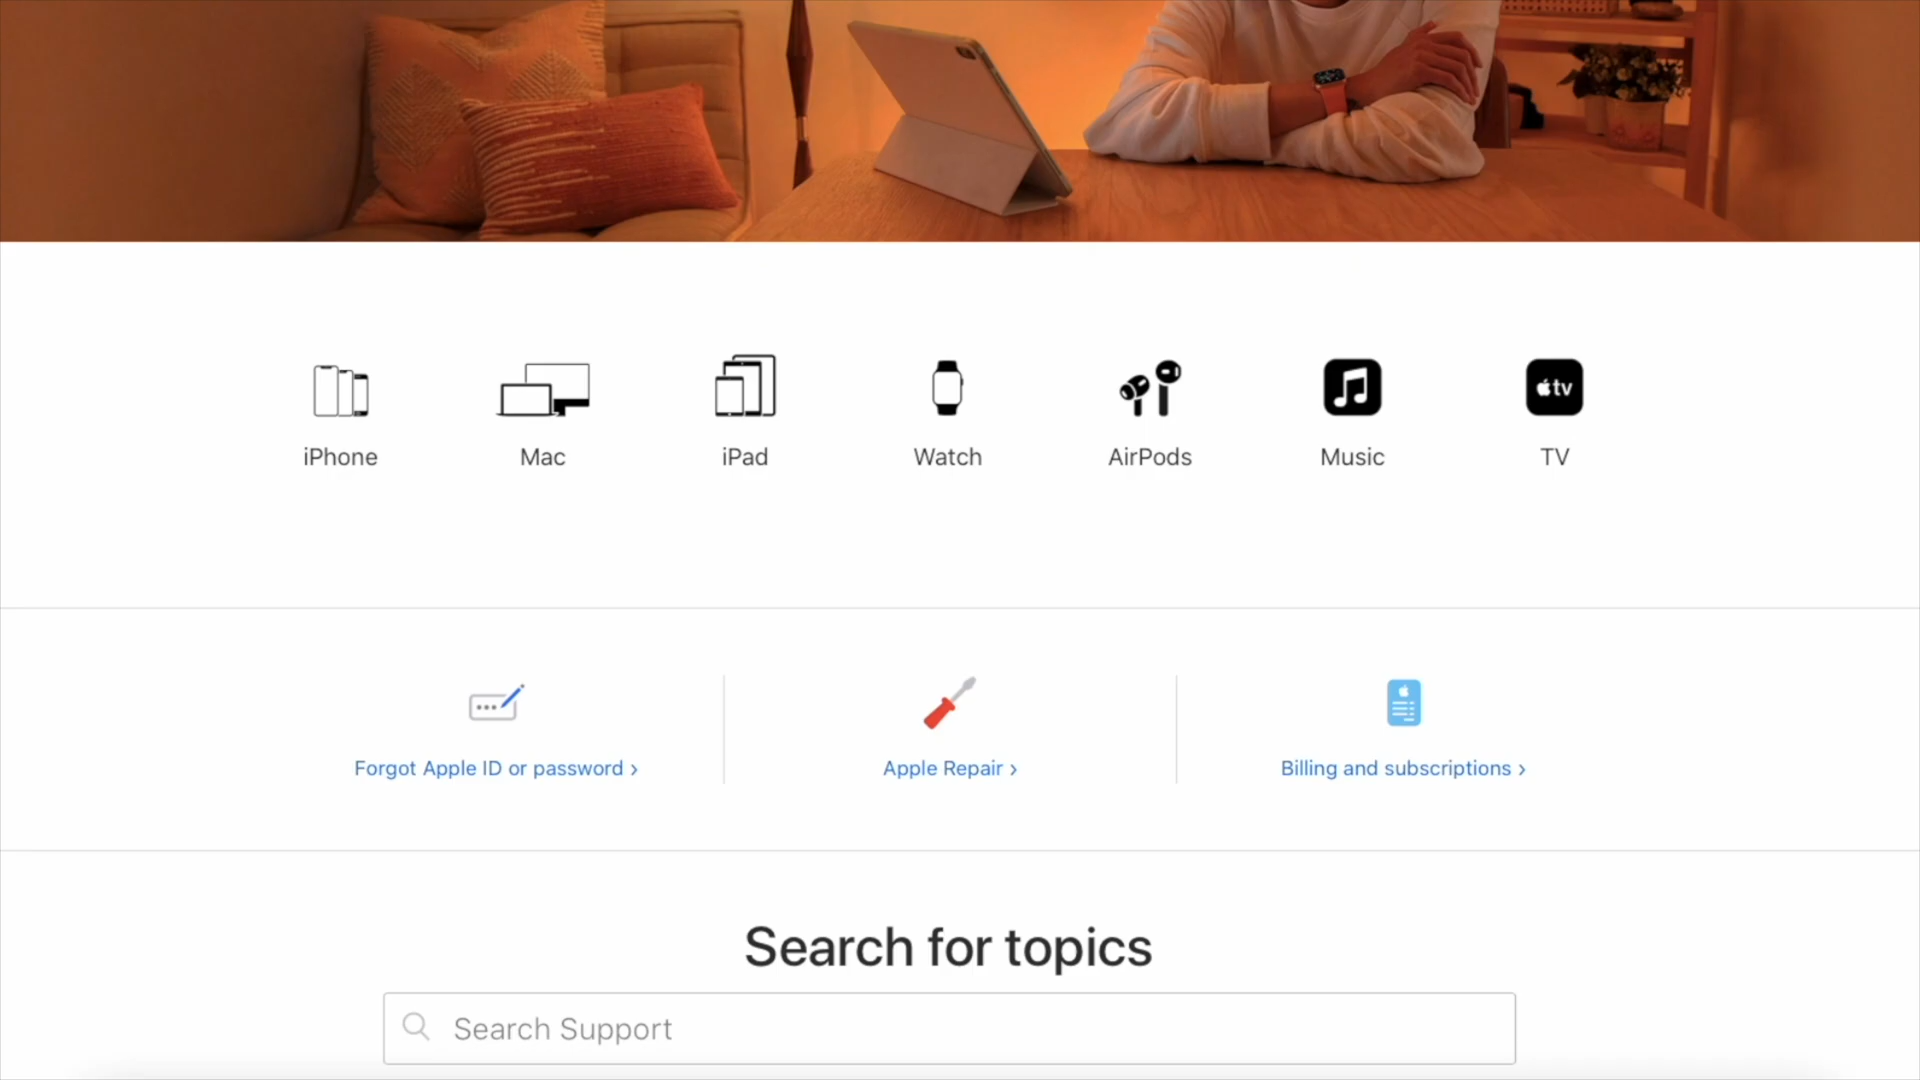 iPhone
Mac
iPad
Watch
AirPods
Music
tv
TV
Forgot Apple ID or password ›
Apple Repair ›
Billing and subscriptions ›
Search for topics
Search Support